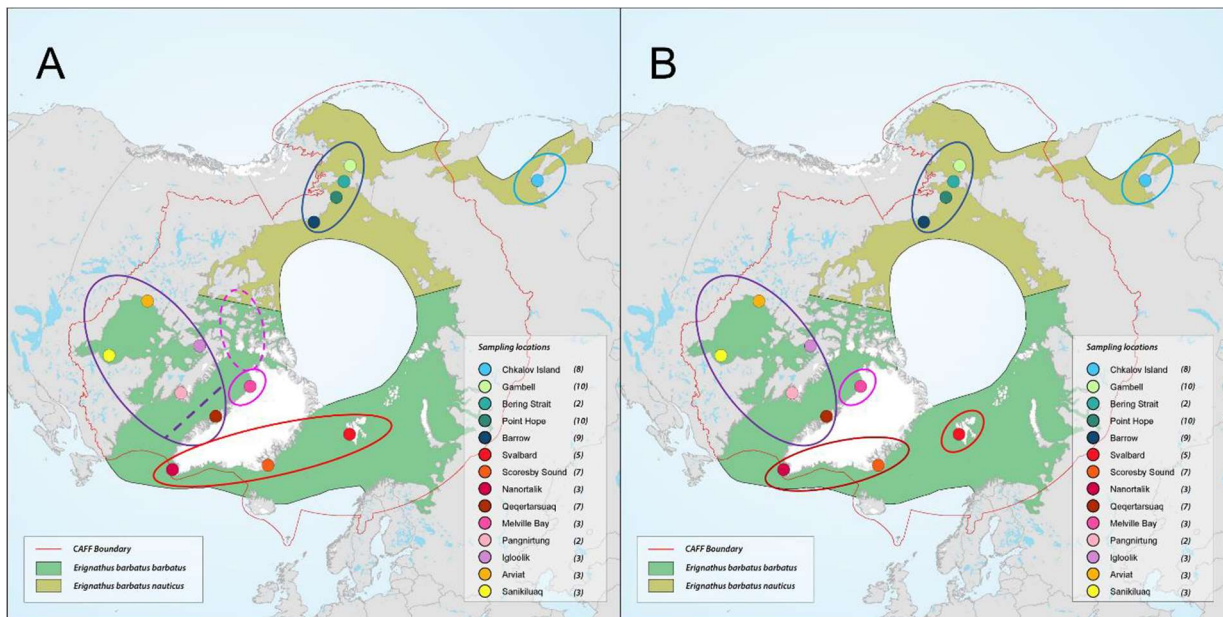 A
Sampling locations
Chkalov Island (8)
Gambell (10)
Bering Strait (2)
Point Hope (10)
Barrow (9)
Svalbard (5)
Scoresby Sound (7)
Nanortalik (3)
Qeqertarsuaq (7)
Melville Bay (3)
Pangnirtung (2)
Igloolik (3)
Arviat (3)
Sanikiluaq (3)
CAFF Boundary
Erignathus barbatus barbatus
Erignathus barbatus nauticus
B
Sampling locations
Chkalov Island (8)
Gambell (10)
Bering Strait (2)
Point Hope (10)
Barrow (9)
Svalbard (5)
Scoresby Sound (7)
Nanortalik (3)
Qeqertarsuaq (7)
Melville Bay (3)
Pangnirtung (2)
Igloolik (3)
Arviat (3)
Sanikiluaq (3)
CAFF Boundary
Erignathus barbatus barbatus
Erignathus barbatus nauticus